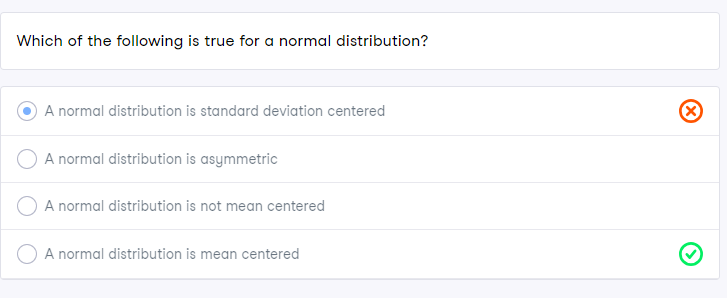 Which of the following is true for a normal distribution?
A normal distribution is standard deviation centered
A normal distribution is asymmetric
A normal distribution is not mean centered
A normal distribution is mean centered